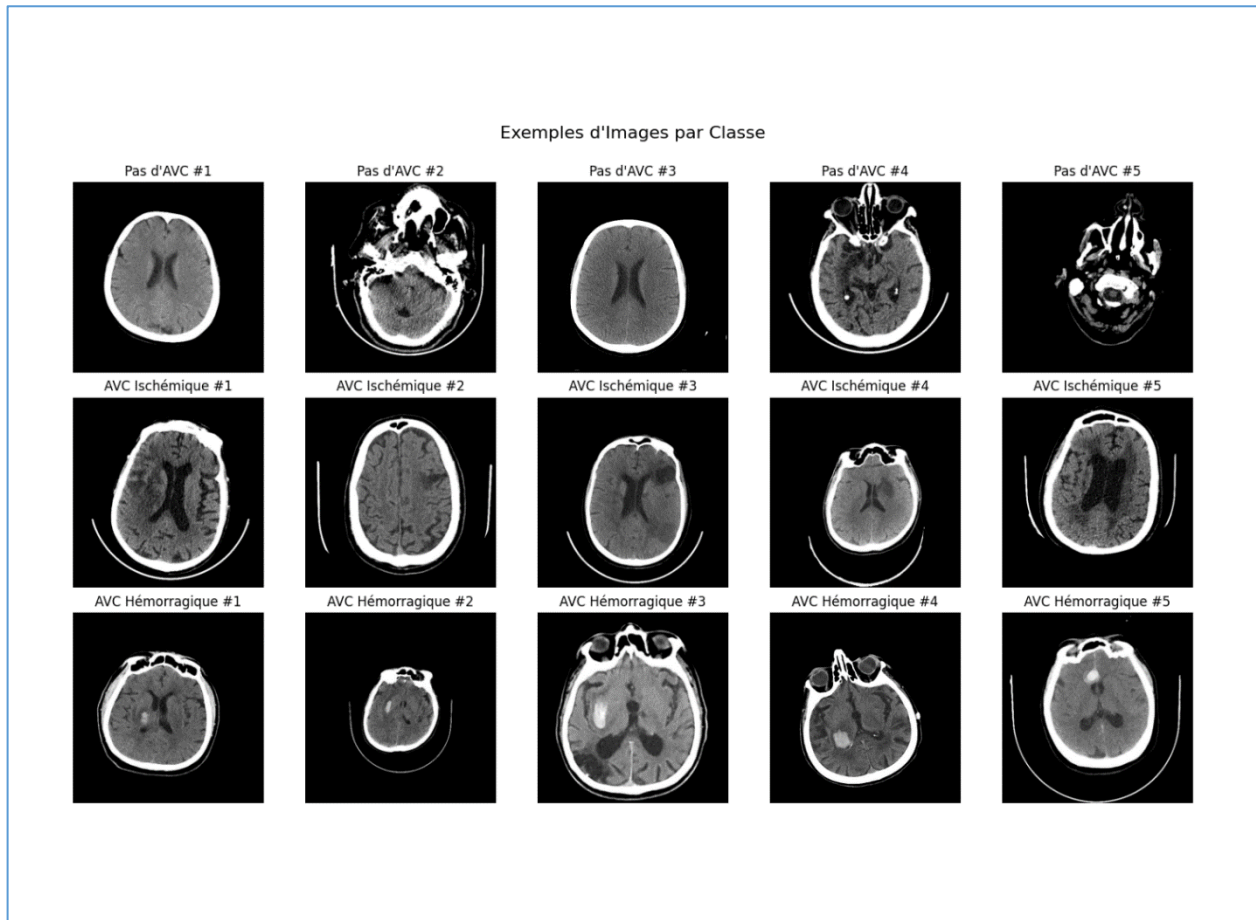 Exemples d'Images par Classe
Pas d'AVC #1 Pas d'AVC #2 Pas d'AVC #3 Pas d'AVC #4 Pas d'AVC #5
AVC Ischémique #1 AVC Ischémique #2 AVC Ischémique #3 AVC Ischémique #4 AVC Ischémique #5
AVC Hémorragique #1 AVC Hémorragique #2 AVC Hémorragique #3 AVC Hémorragique #4 AVC Hémorragique #5